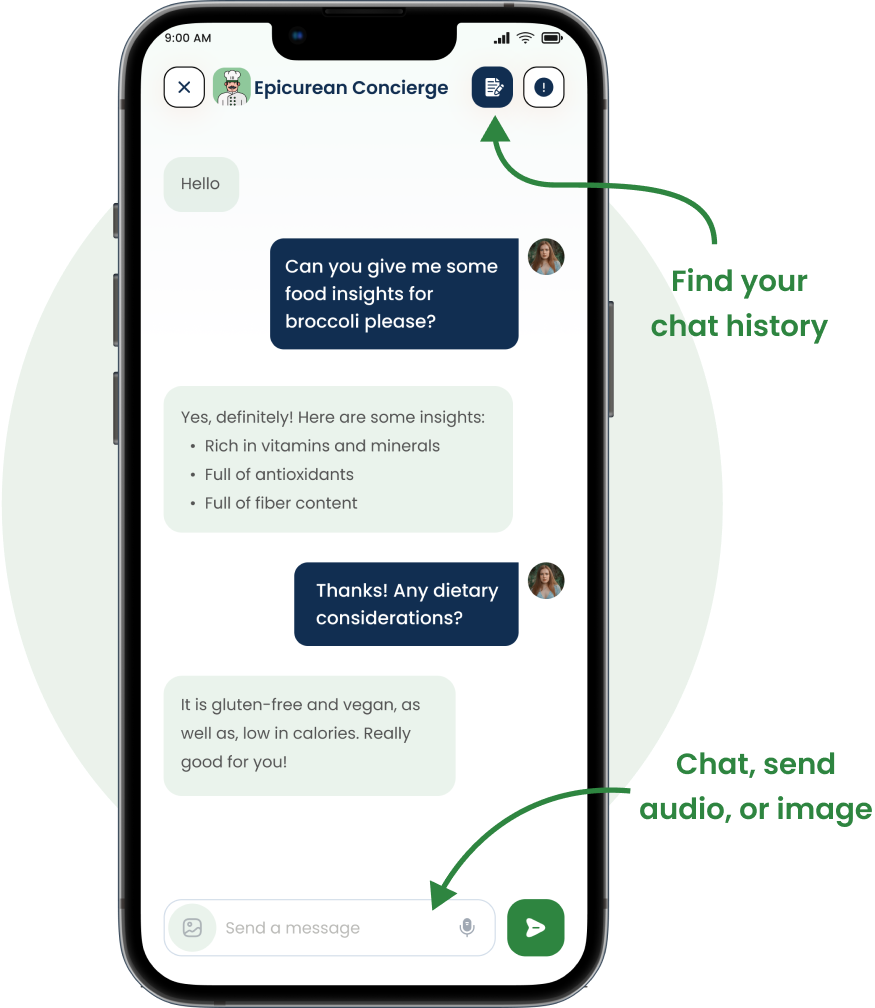 9:00 AM
Epicurean Concierge
Hello
Can you give me some
food insights for
broccoli please?
Find your
chat history
Yes, definitely! Here are some insights:
• Rich in vitamins and minerals
• Full of antioxidants
• Full of fiber content
Thanks! Any dietary
considerations?
It is gluten-free and vegan, as
well as, low in calories. Really
good for you!
Chat, send
audio, or image
Send a message